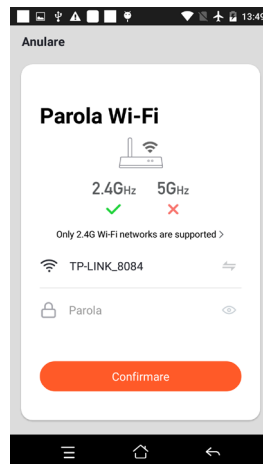 13:49
Anulare
Parola Wi-Fi
2.4GHz 5GHz
Only 2.4G Wi-Fi networks are supported >
TP-LINK_8084
Parola
Confirmare